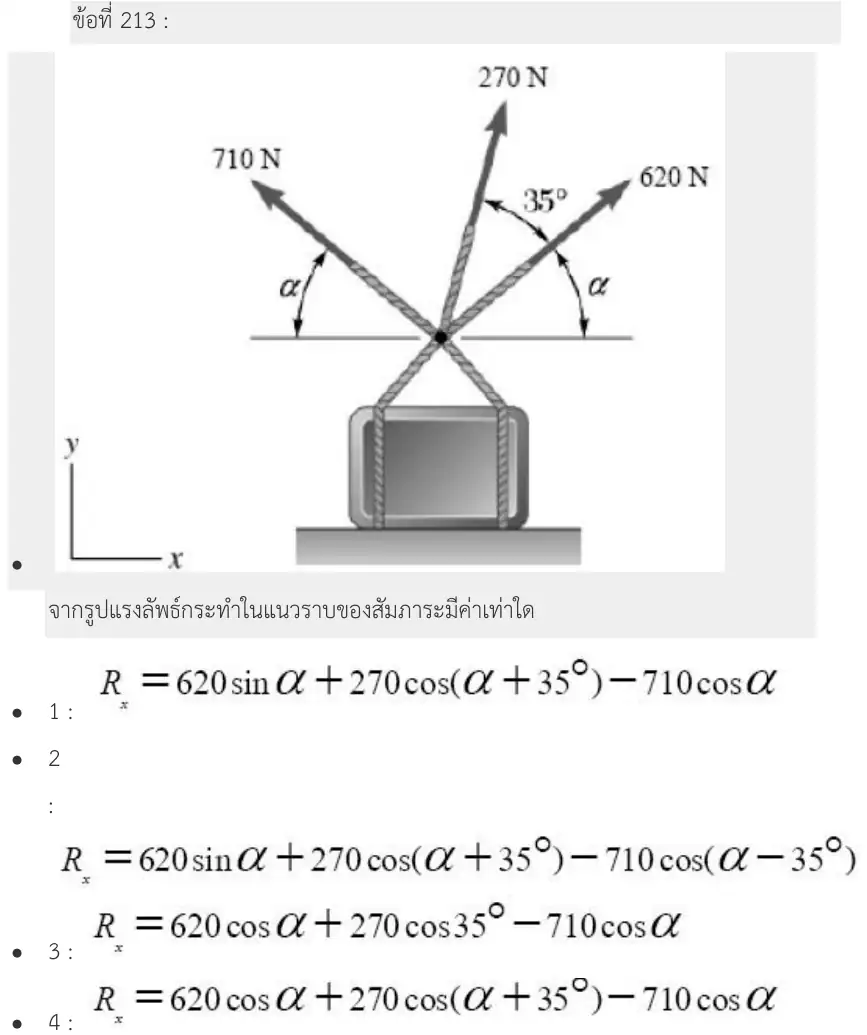 ข้อที่ 213 :
270 N
710 N
620 N
35°
α
α
y
x
จากรูปแรงลัพธ์กระทำในแนวราบของสัมภาระมีค่าเท่าใด
1 : Rₓ = 620 sin α + 270 cos(α + 35°) − 710 cos α
2
:
Rₓ = 620 sin α + 270 cos(α + 35°) − 710 cos(α − 35°)
3 : Rₓ = 620 cos α + 270 cos 35° − 710 cos α
4 : Rₓ = 620 cos α + 270 cos(α + 35°) − 710 cos α